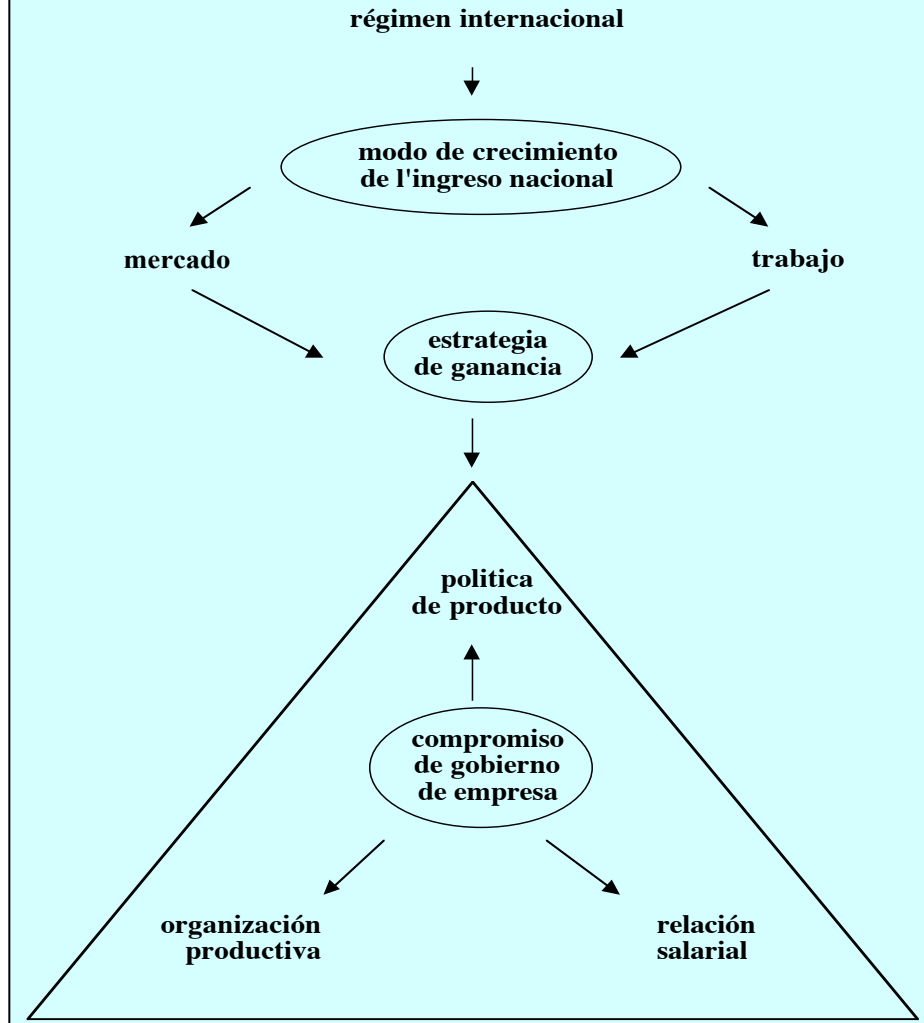 régimen internacional
modo de crecimiento
de l'ingreso nacional
mercado
trabajo
estrategia
de ganancia
politica
de producto
compromiso
de gobierno
de empresa
organización
productiva
relación
salarial